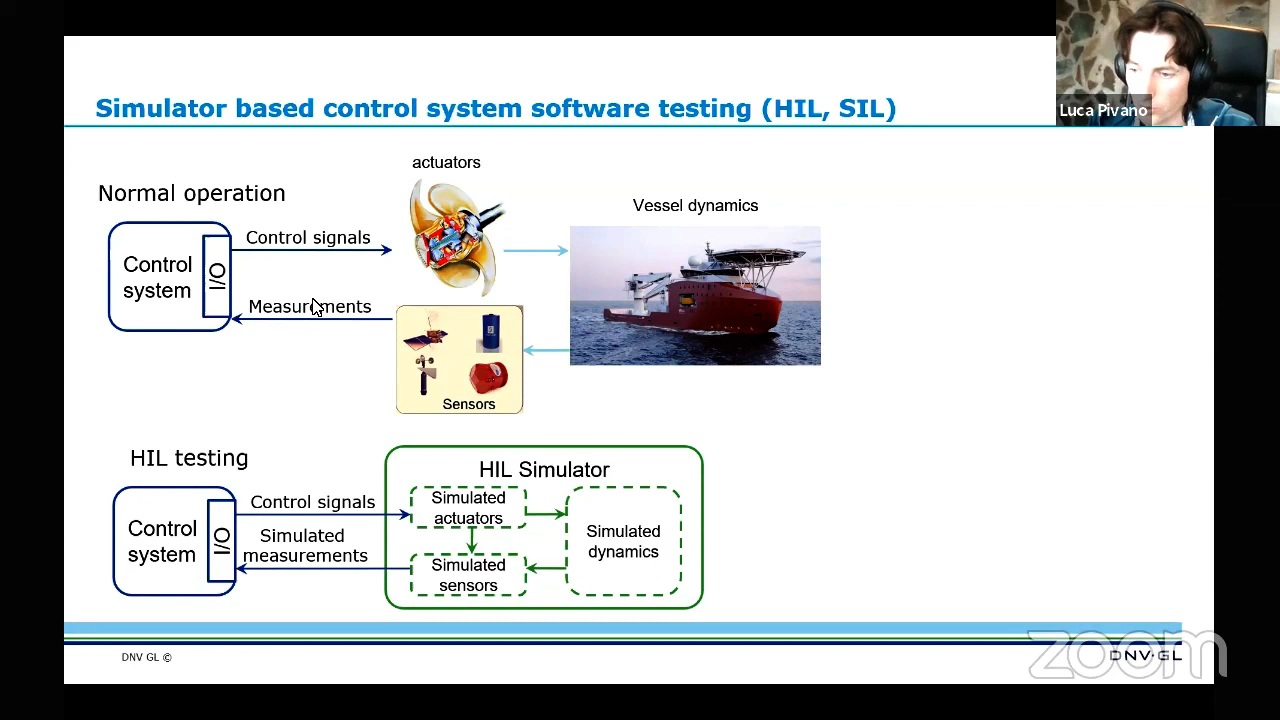 Simulator based control system software testing (HIL, SIL)
Luca Pivano
actuators
Normal operation
Vessel dynamics
Control signals
Control
system
I/O
Measurements
Sensors
HIL testing
HIL Simulator
Control signals
Simulated
actuators
Control
system
I/O
Simulated
measurements
Simulated
dynamics
Simulated
sensors
DNV GL ©
DNV·GL
zoom